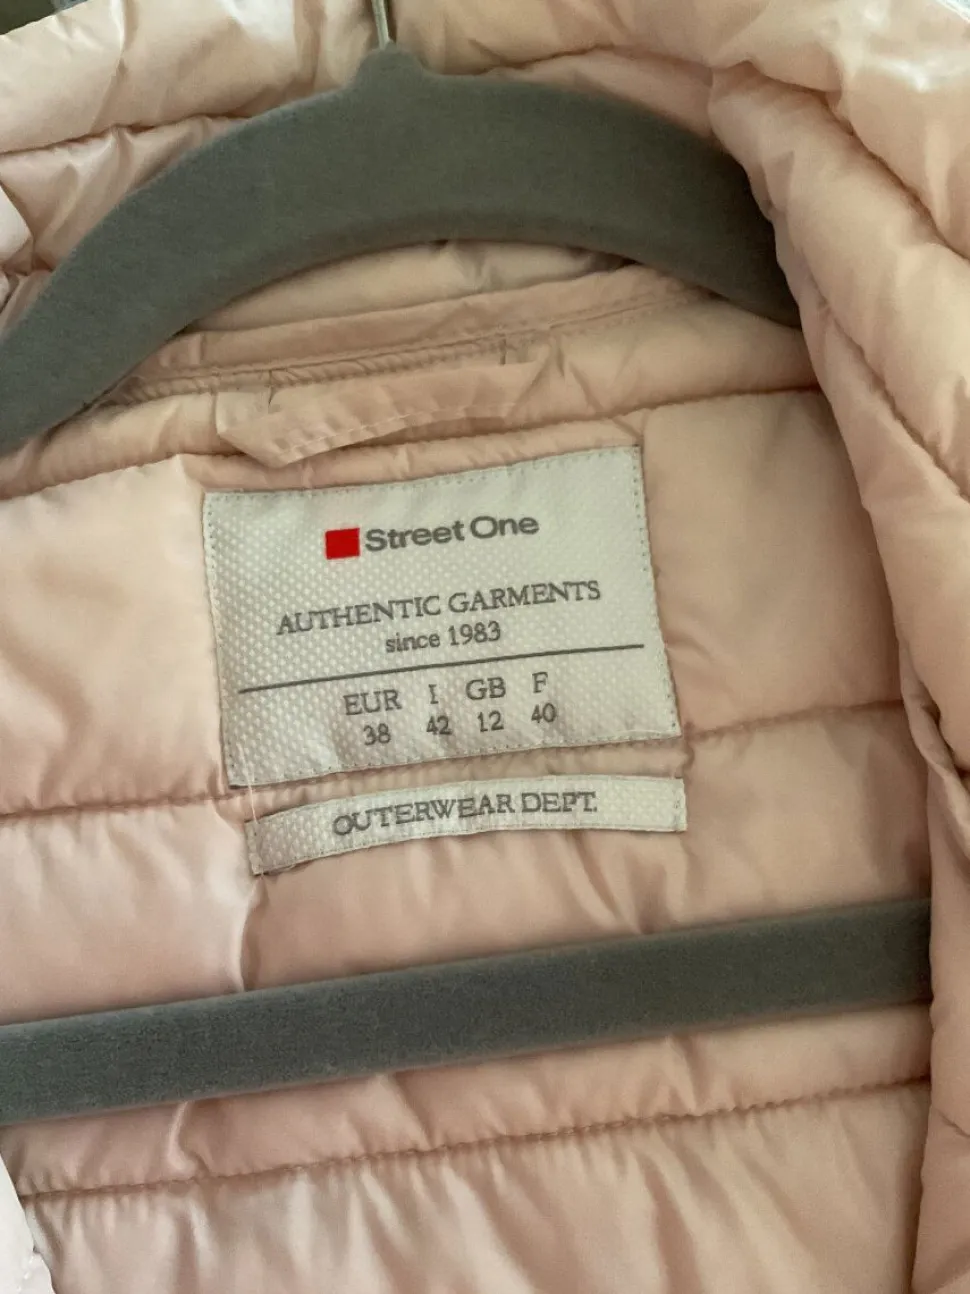 Street One
AUTHENTIC GARMENTS
since 1983
EUR I GB F
38 42 12 40
OUTERWEAR DEPT.